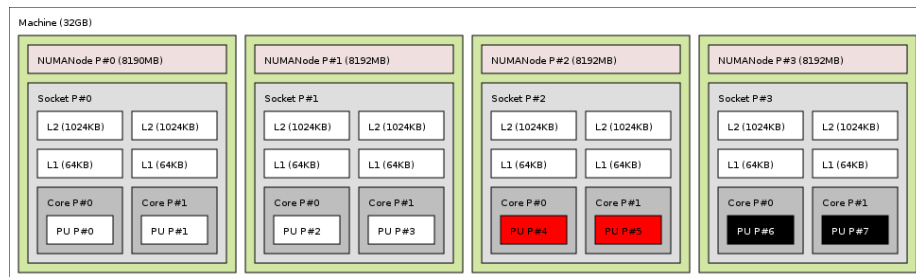 Machine (32GB)
NUMANode P#0 (8190MB)
Socket P#0
L2 (1024KB) L2 (1024KB)
L1 (64KB) L1 (64KB)
Core P#0 Core P#1
PU P#0 PU P#1
NUMANode P#1 (8192MB)
Socket P#1
L2 (1024KB) L2 (1024KB)
L1 (64KB) L1 (64KB)
Core P#0 Core P#1
PU P#2 PU P#3
NUMANode P#2 (8192MB)
Socket P#2
L2 (1024KB) L2 (1024KB)
L1 (64KB) L1 (64KB)
Core P#0 Core P#1
PU P#4 PU P#5
NUMANode P#3 (8192MB)
Socket P#3
L2 (1024KB) L2 (1024KB)
L1 (64KB) L1 (64KB)
Core P#0 Core P#1
PU P#6 PU P#7